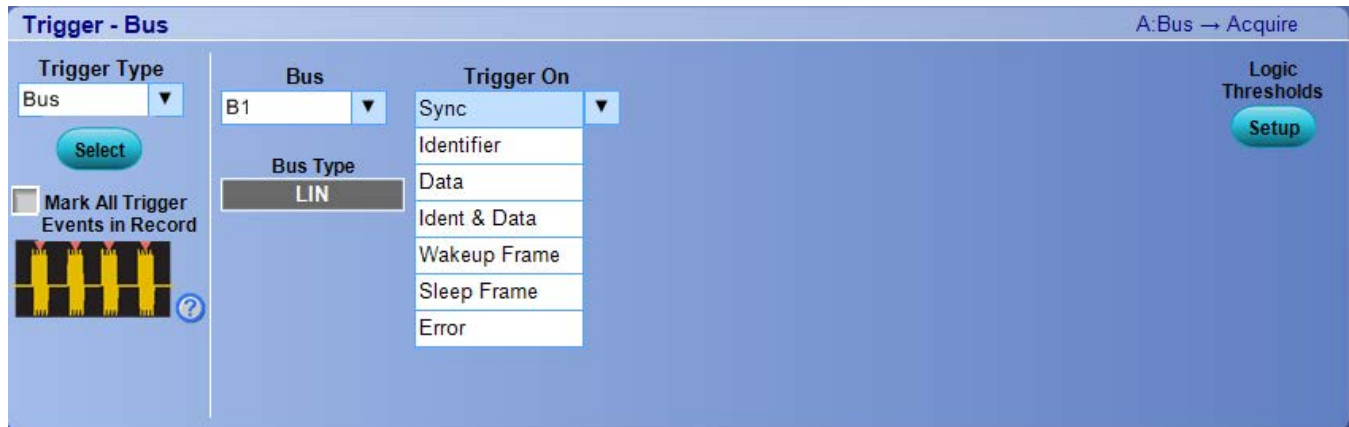 Trigger - Bus
A:Bus → Acquire
Trigger Type
Bus
Select
Mark All Trigger
Events in Record
Bus
B1
Bus Type
LIN
Trigger On
Sync
Identifier
Data
Ident & Data
Wakeup Frame
Sleep Frame
Error
Logic
Thresholds
Setup
?